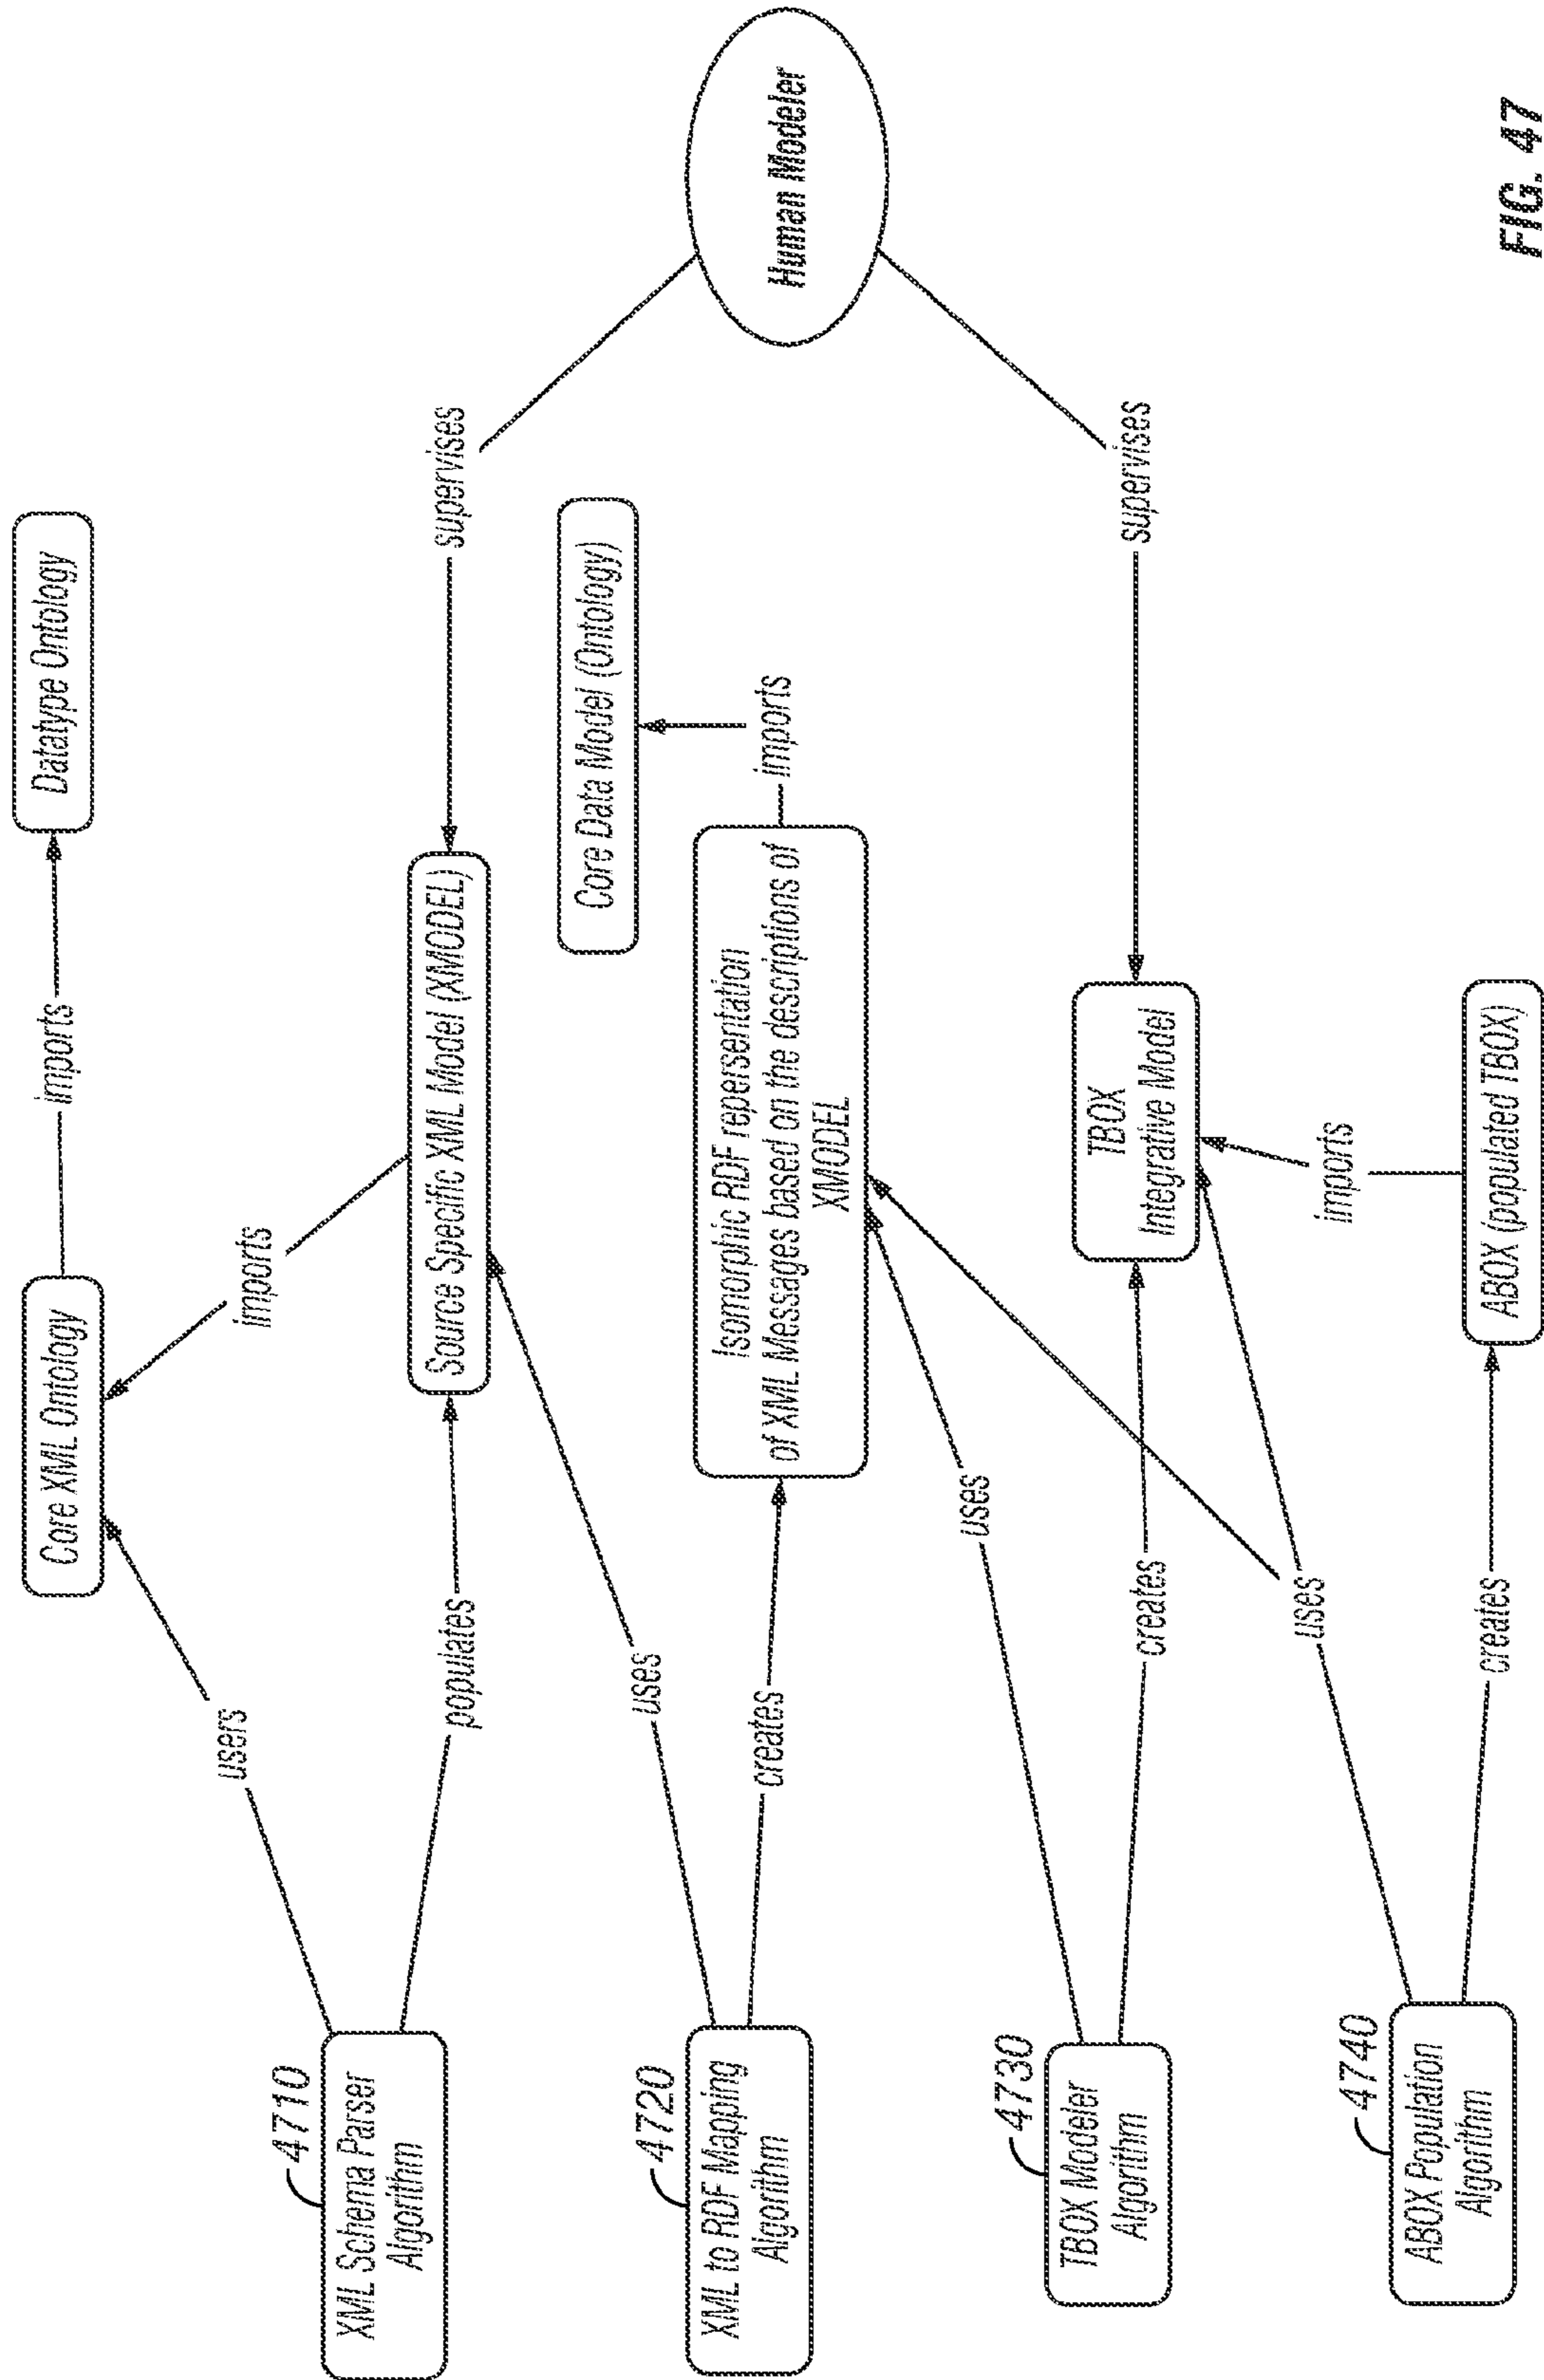 Core XML Ontology
imports
Datatype Ontology
users
imports
4710
XML Schema Parser
Algorithm
populates
Source Specific XML Model (XMODEL)
supervises
uses
Core Data Model (Ontology)
imports
4720
XML to RDF Mapping
Algorithm
creates
Isomorphic RDF repersentation
of XML Messages based on the descriptions of
XMODEL
Human Modeler
uses
4730
TBOX Modeler
Algorithm
creates
TBOX
Integrative Model
supervises
uses
imports
4740
ABOX Population
Algorithm
creates
ABOX (populated TBOX)
FIG. 47